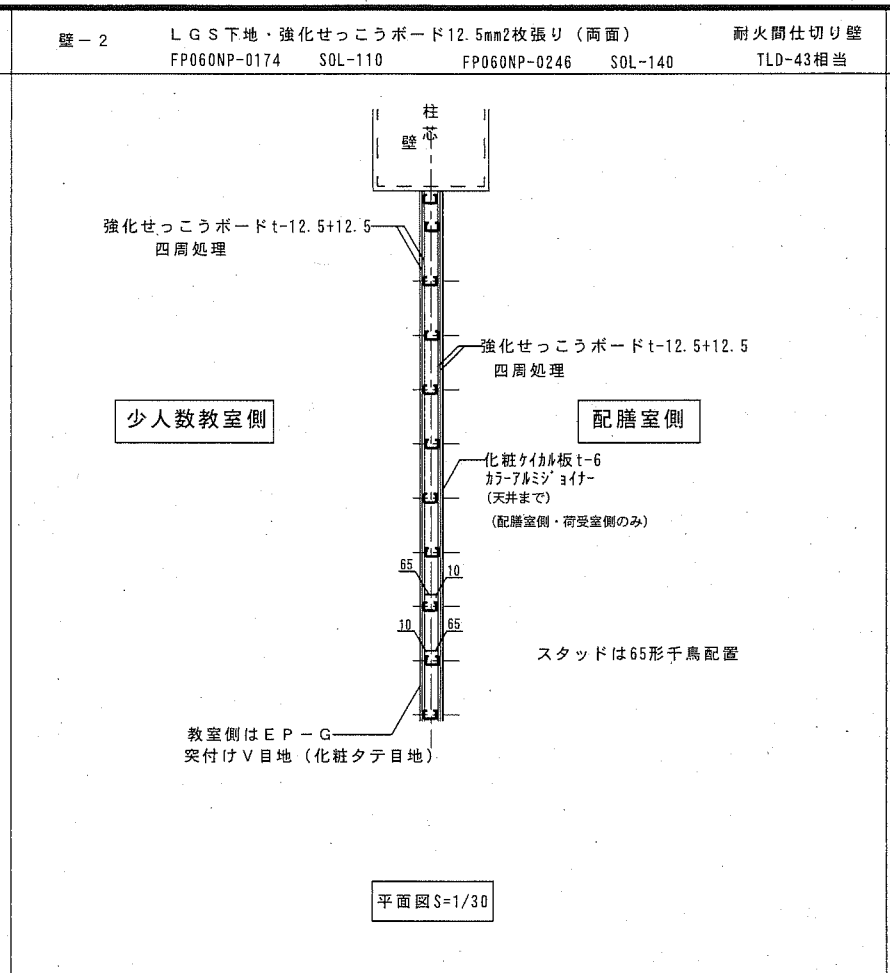 壁－2 ＬＧＳ下地・強化せっこうボード12.5mm2枚張り（両面） 耐火間仕切り壁
FP060NP-0174 SOL-110 FP060NP-0246 SOL-140 TLD-43相当
柱
壁 芯
強化せっこうボードt-12.5+12.5
四周処理
強化せっこうボードt-12.5+12.5
四周処理
少人数教室側
配膳室側
化粧ｹｲｶﾙ板t-6
ｶﾗｰｱﾙﾐｼﾞｮｲﾅｰ
(天井まで)
(配膳室側・荷受室側のみ)
65 10
10 65
スタッドは65形千鳥配置
教室側はＥＰ－Ｇ
突付けＶ目地（化粧タテ目地）
平面図S=1/30